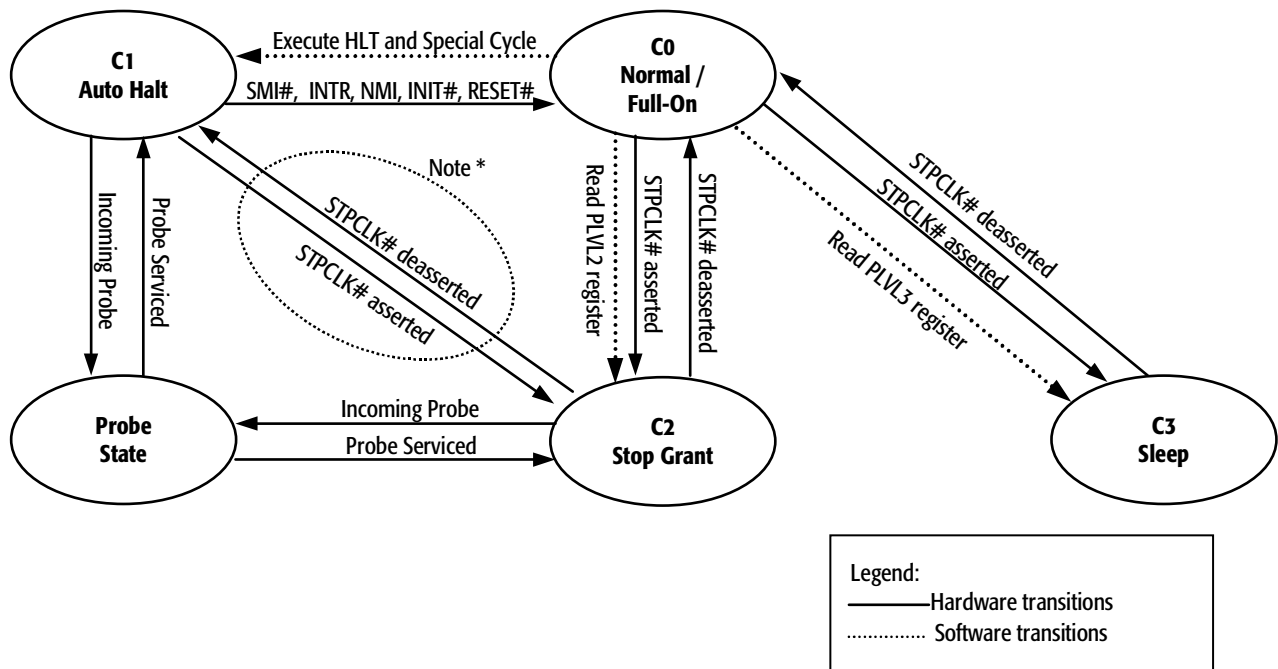 Execute HLT and Special Cycle
C1
Auto Halt
C0
Normal /
Full-On
SMI#, INTR, NMI, INIT#, RESET#
Note *
Incoming Probe
Probe Serviced
STPCLK# deasserted
STPCLK# asserted
Read PLVL2 register
STPCLK# asserted
STPCLK# deasserted
STPCLK# deasserted
STPCLK# asserted
Read PLVL3 register
Probe
State
Incoming Probe
Probe Serviced
C2
Stop Grant
C3
Sleep
Legend:
Hardware transitions
Software transitions